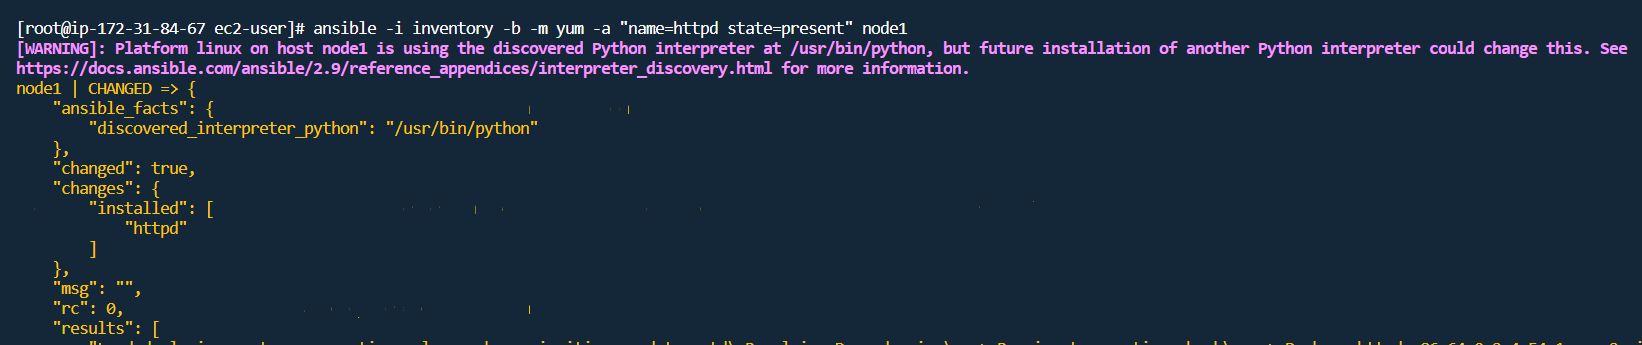 [root@ip-172-31-84-67 ec2-user]# ansible -i inventory -b -m yum -a "name=httpd state=present" node1
[WARNING]: Platform linux on host node1 is using the discovered Python interpreter at /usr/bin/python, but future installation of another Python interpreter could change this. See
https://docs.ansible.com/ansible/2.9/reference_appendices/interpreter_discovery.html for more information.
node1 | CHANGED => {
    "ansible_facts": {
        "discovered_interpreter_python": "/usr/bin/python"
    },
    "changed": true,
    "changes": {
        "installed": [
            "httpd"
        ]
    },
    "msg": "",
    "rc": 0,
    "results": [